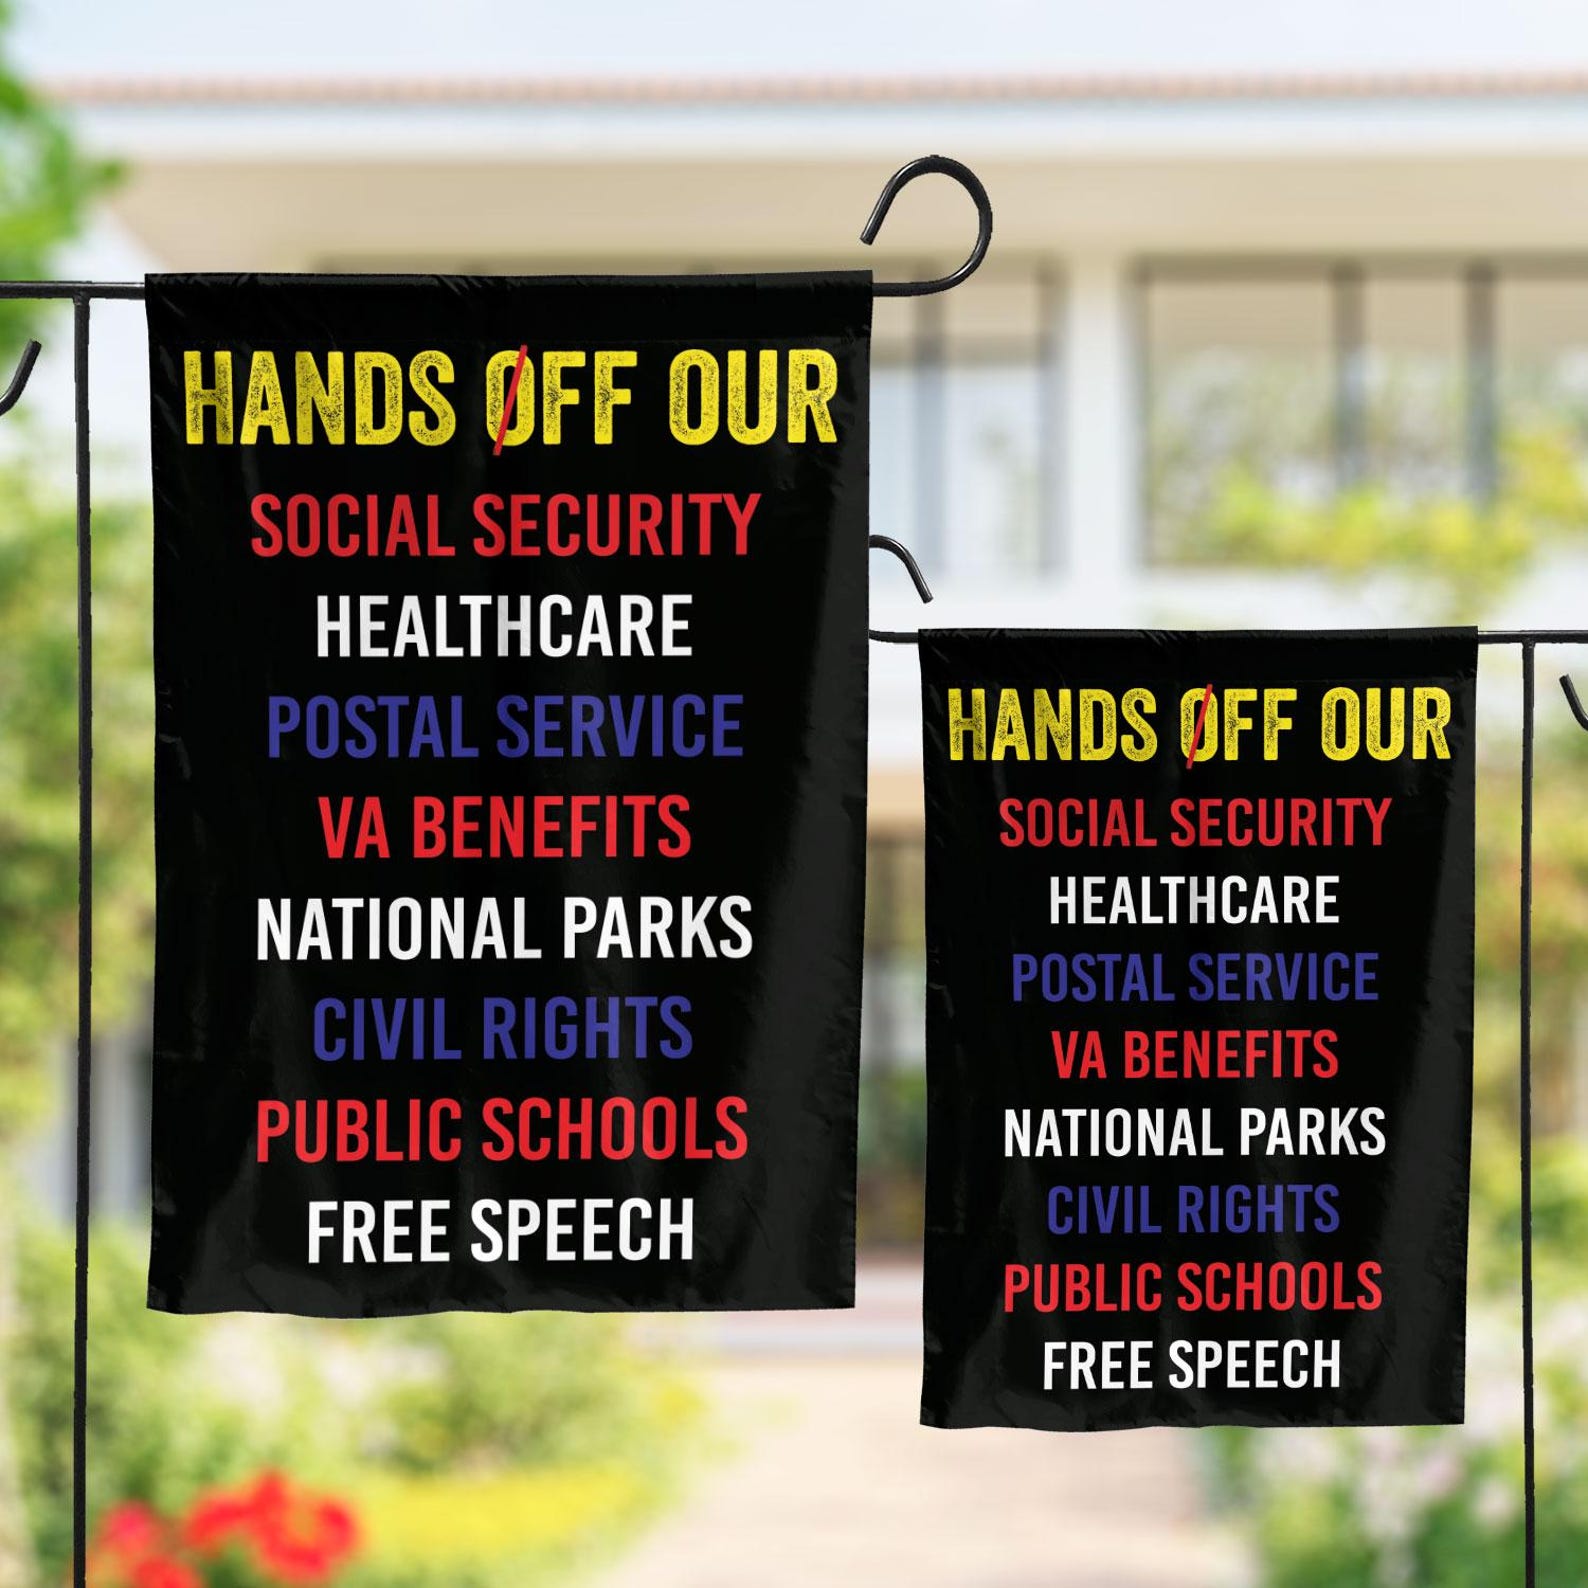 HANDS OFF OUR
SOCIAL SECURITY
HEALTHCARE
POSTAL SERVICE
VA BENEFITS
NATIONAL PARKS
CIVIL RIGHTS
PUBLIC SCHOOLS
FREE SPEECH
HANDS OFF OUR
SOCIAL SECURITY
HEALTHCARE
POSTAL SERVICE
VA BENEFITS
NATIONAL PARKS
CIVIL RIGHTS
PUBLIC SCHOOLS
FREE SPEECH